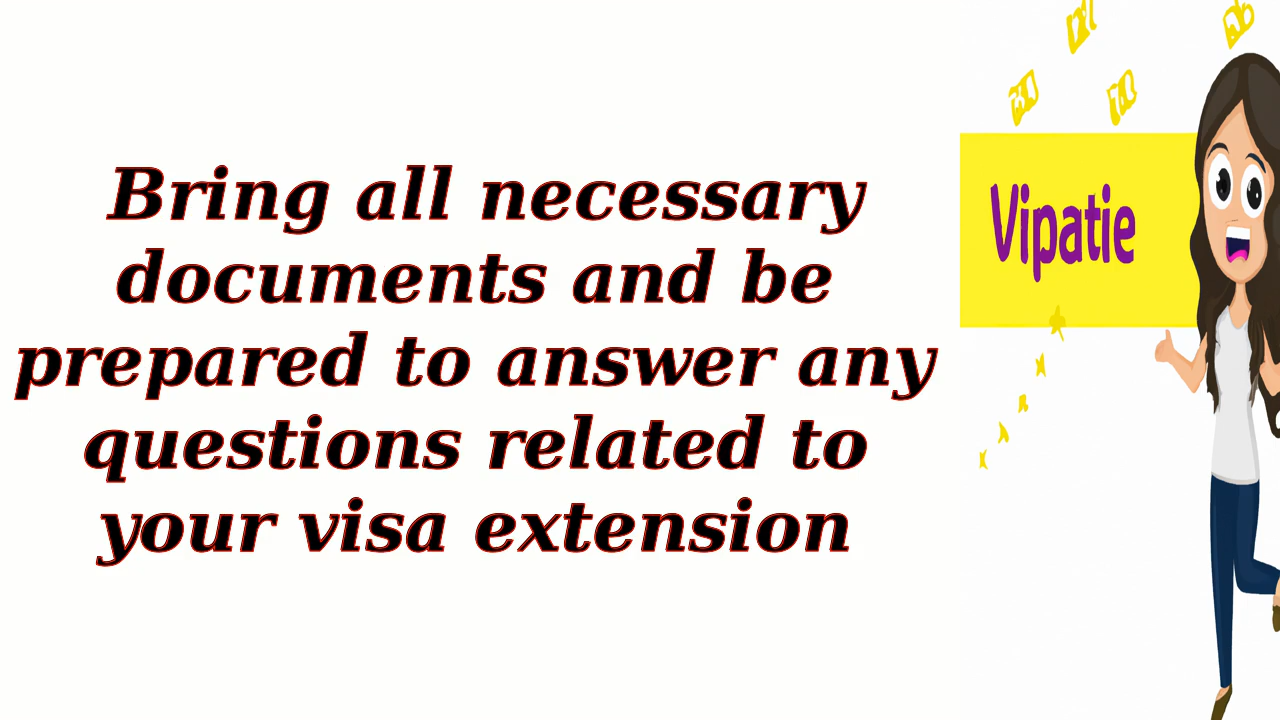 Bring all necessary
documents and be
prepared to answer any
questions related to
your visa extension
Vipatie